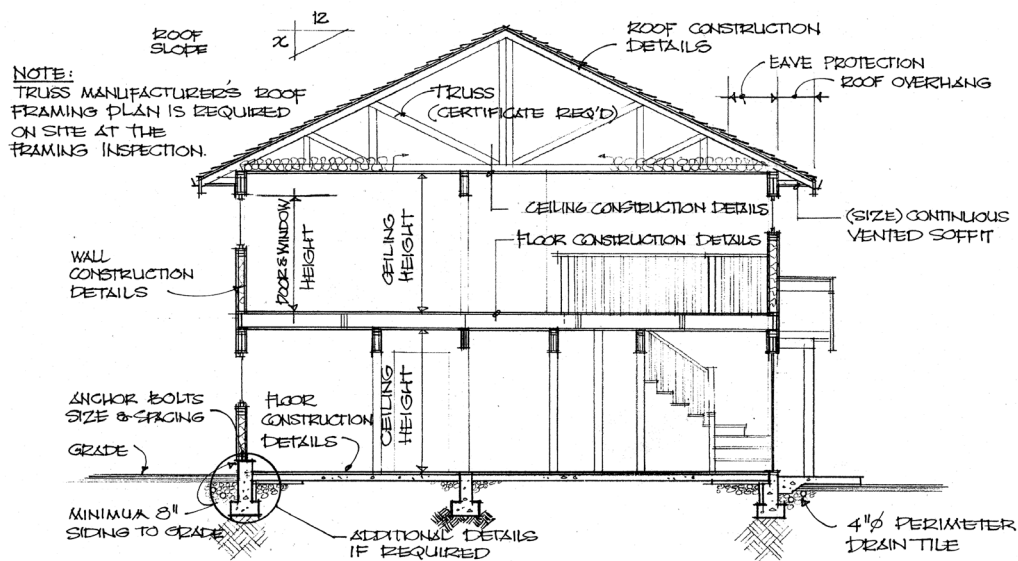 ROOF
SLOPE
12
x
ROOF CONSTRUCTION
DETAILS
EAVE PROTECTION
ROOF OVERHANG
NOTE:
TRUSS MANUFACTURER'S ROOF
FRAMING PLAN IS REQUIRED
ON SITE AT THE
FRAMING INSPECTION.
TRUSS
(CERTIFICATE REQ'D)
CEILING CONSTRUCTION DETAILS
(SIZE) CONTINUOUS
VENTED SOFFIT
FLOOR CONSTRUCTION DETAILS
DOOR & WINDOW
HEIGHT
CEILING
HEIGHT
WALL
CONSTRUCTION
DETAILS
CEILING
HEIGHT
ANCHOR BOLTS
SIZE & SPACING
FLOOR
CONSTRUCTION
DETAILS
GRADE
MINIMUM 8"
SIDING TO GRADE
ADDITIONAL DETAILS
IF REQUIRED
4"Ø PERIMETER
DRAIN TILE